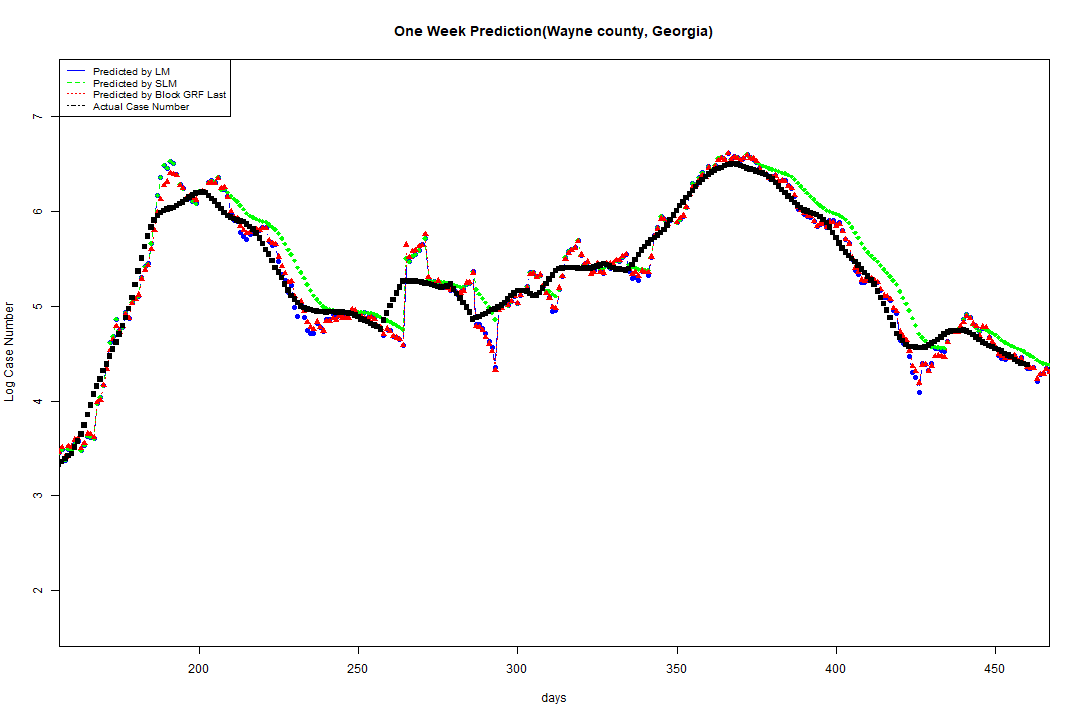 One Week Prediction(Wayne county, Georgia)
Predicted by LM
Predicted by SLM
Predicted by Block GRF Last
Actual Case Number
7
6
5
4
3
2
Log Case Number
200 250 300 350 400 450
days